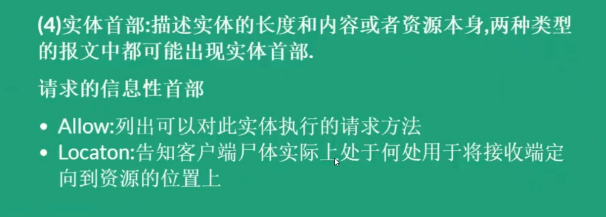 (4)实体首部:描述实体的长度和内容或者资源本身,两种类型
的报文中都可能出现实体首部.
请求的信息性首部
• Allow:列出可以对此实体执行的请求方法
• Locaton:告知客户端尸体实际上处于何处用于将接收端定
向到资源的位置上